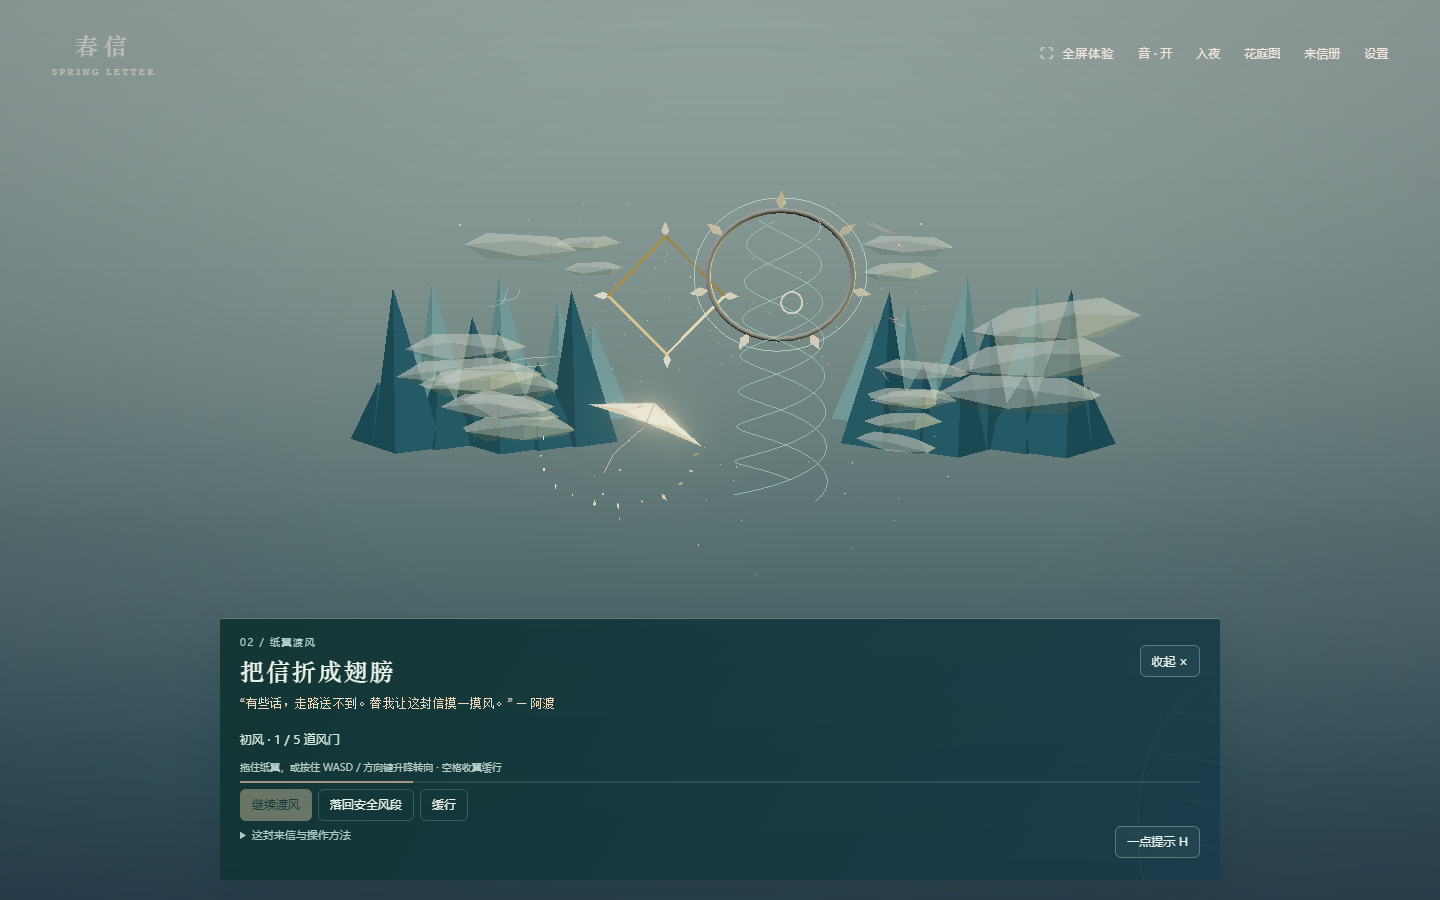 春信
SPRING LETTER
全屏体验 音·开 入夜 花庭图 来信册 设置
02 / 纸翼渡风
把信折成翅膀
收起 ×
“有些话，走路送不到。替我让这封信摸一摸风。” — 阿渡
初风 · 1 / 5 道风门
拖住纸翼，或按住 WASD / 方向键升降转向 · 空格收翼缓行
继续渡风 落回安全风段 缓行
▶ 这封来信与操作方法
一点提示 H